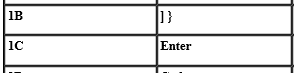 1B ] }
1C Enter